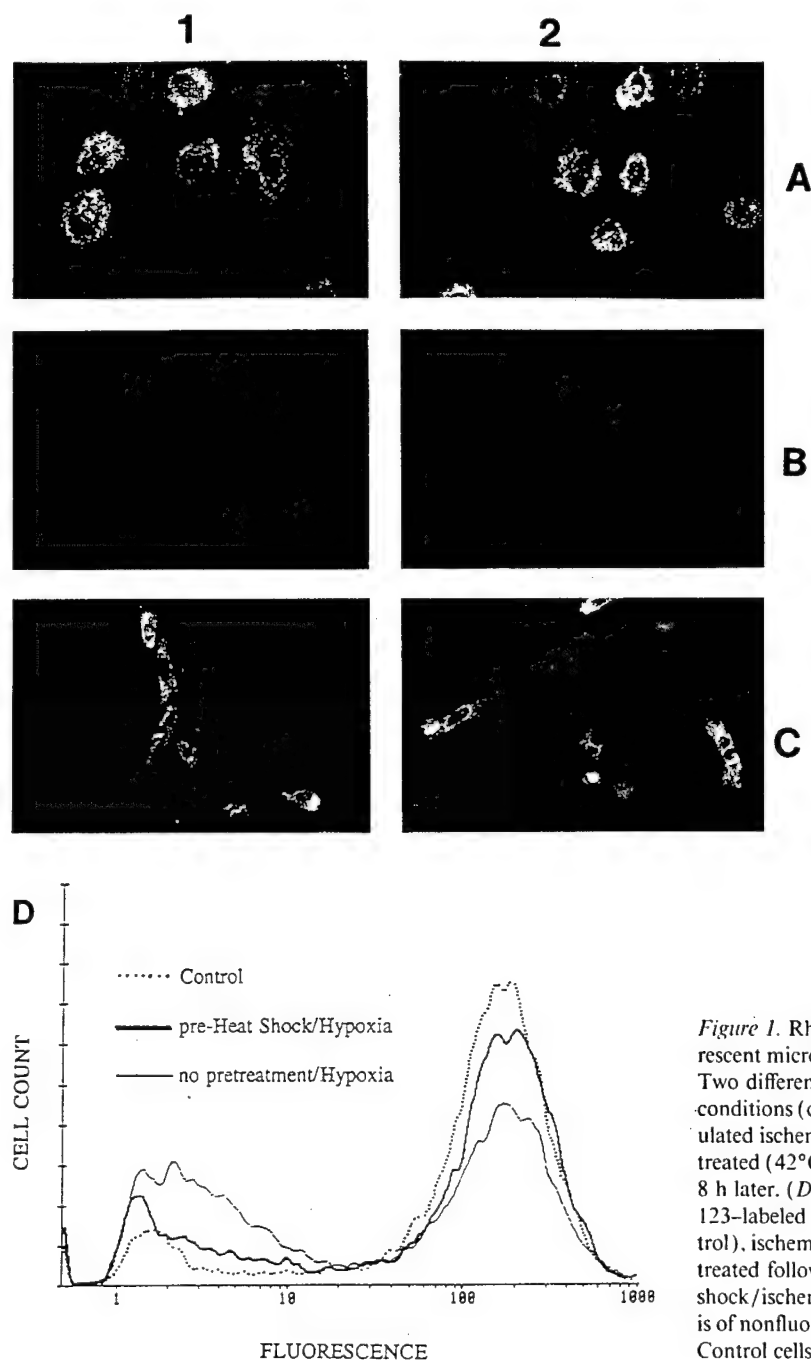 1
2
A
B
C
D
Control
pre-Heat Shock/Hypoxia
no pretreatment/Hypoxia
CELL COUNT
1
10
100
1000
FLUORESCENCE
Figure 1. Rh
rescent micro
Two differen
conditions (c
ulated ischen
treated (42°C
8 h later. (D
123–labeled
trol), ischem
treated follow
shock/ischem
is of nonfluo
Control cells